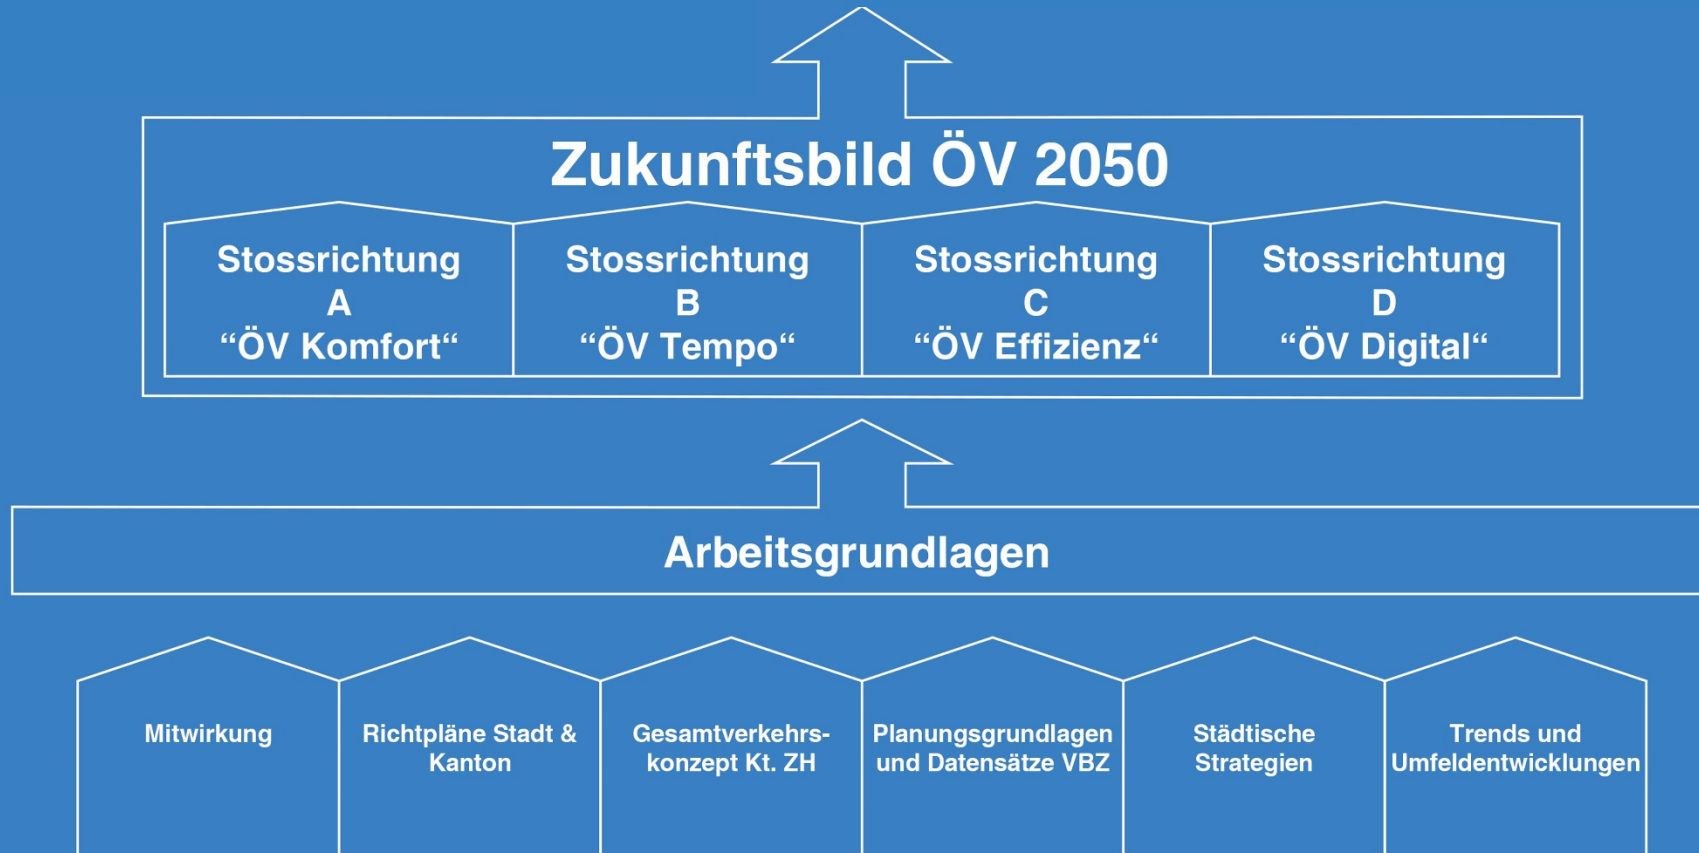 Zukunftsbild ÖV 2050
Stossrichtung
A
“ÖV Komfort“
Stossrichtung
B
“ÖV Tempo“
Stossrichtung
C
“ÖV Effizienz“
Stossrichtung
D
“ÖV Digital“
Arbeitsgrundlagen
Mitwirkung
Richtpläne Stadt &
Kanton
Gesamtverkehrs-
konzept Kt. ZH
Planungsgrundlagen
und Datensätze VBZ
Städtische
Strategien
Trends und
Umfeldentwicklungen